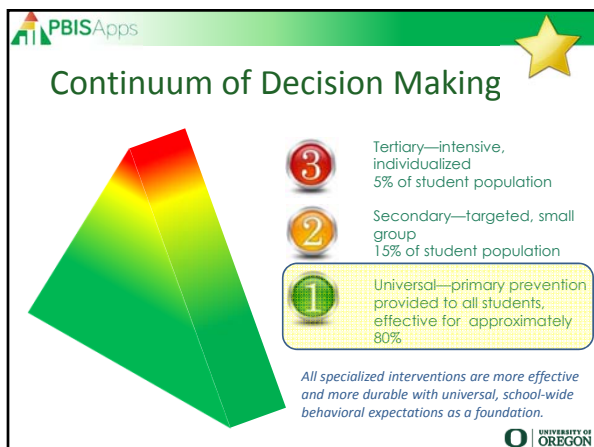 PBISApps
Continuum of Decision Making
3
Tertiary—intensive,
individualized
5% of student population
2
Secondary—targeted, small
group
15% of student population
1
Universal—primary prevention
provided to all students,
effective for approximately
80%
All specialized interventions are more effective
and more durable with universal, school-wide
behavioral expectations as a foundation.
O UNIVERSITY OF
OREGON